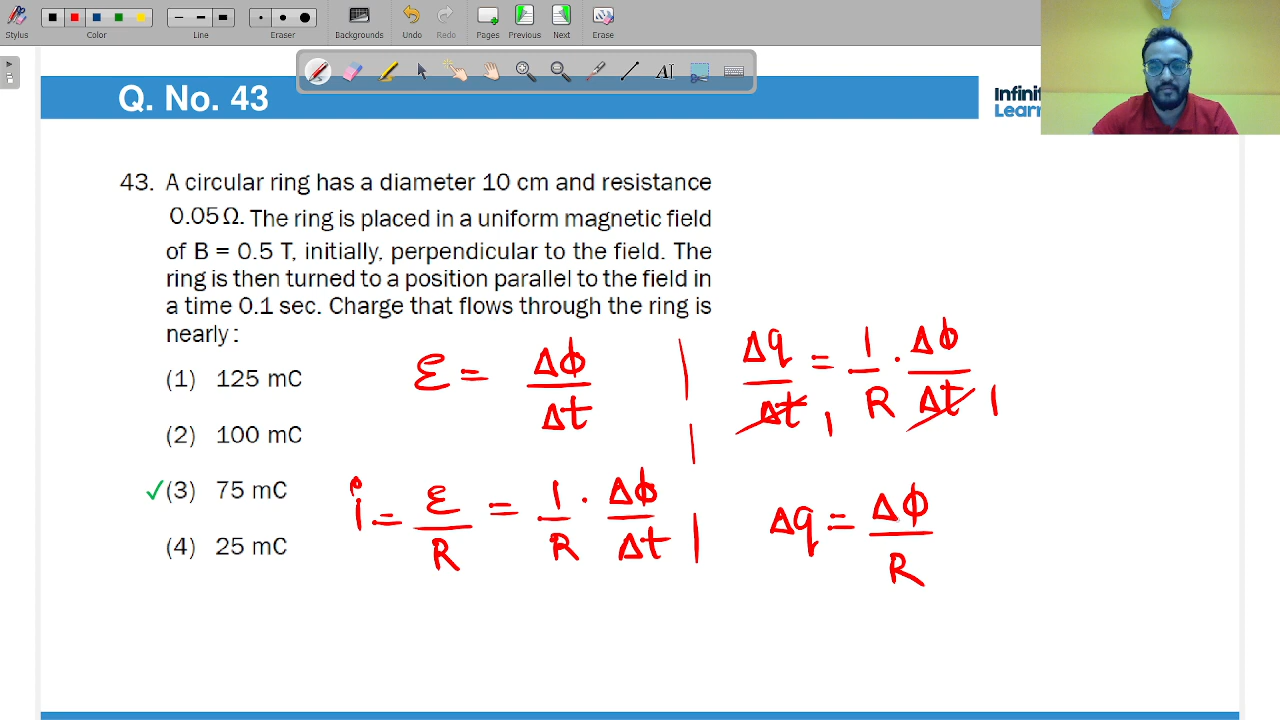 Stylus
Color
Line
Eraser
Backgrounds
Undo
Redo
Pages
Previous
Next
Erase
Q. No. 43
Infinit
Learn
43. A circular ring has a diameter 10 cm and resistance
0.05 Ω. The ring is placed in a uniform magnetic field
of B = 0.5 T, initially, perpendicular to the field. The
ring is then turned to a position parallel to the field in
a time 0.1 sec. Charge that flows through the ring is
nearly :
(1) 125 mC
(2) 100 mC
✓(3) 75 mC
(4) 25 mC
ε = Δϕ/Δt
i = ε/R = 1/R · Δϕ/Δt
Δq/Δt = 1/R · Δϕ/Δt
Δq = Δϕ/R